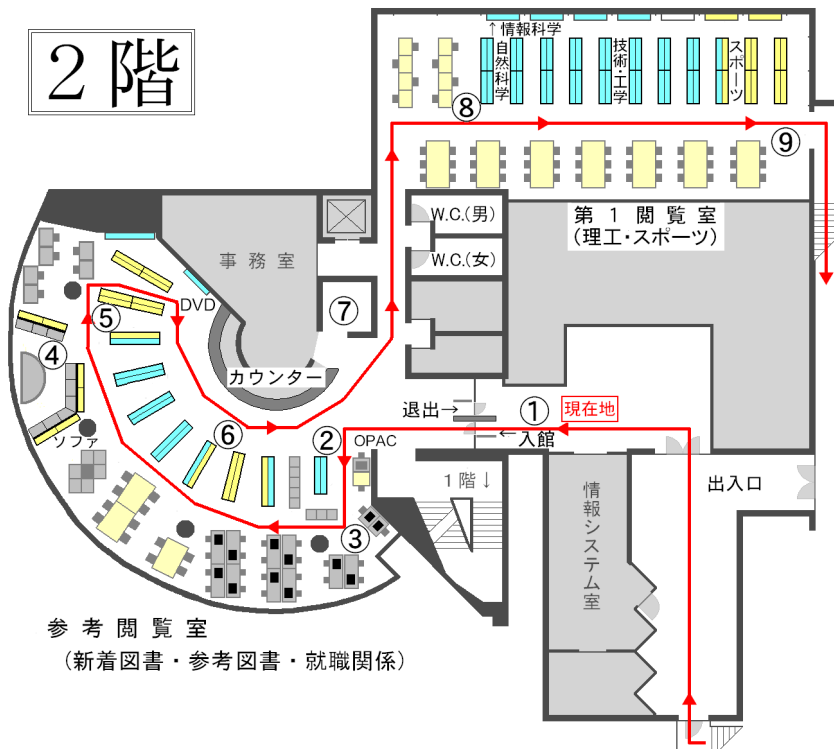 ２階
↑情報科学
自然科学
技術・工学
スポーツ
⑧
⑨
W.C.(男)
W.C.(女)
第１閲覧室
(理工・スポーツ)
事務室
DVD
⑦
⑤
④
カウンター
ソファ
⑥
②
OPAC
退出→
①
現在地
←入館
③
１階↓
出入口
情報システム室
参考閲覧室
(新着図書・参考図書・就職関係)